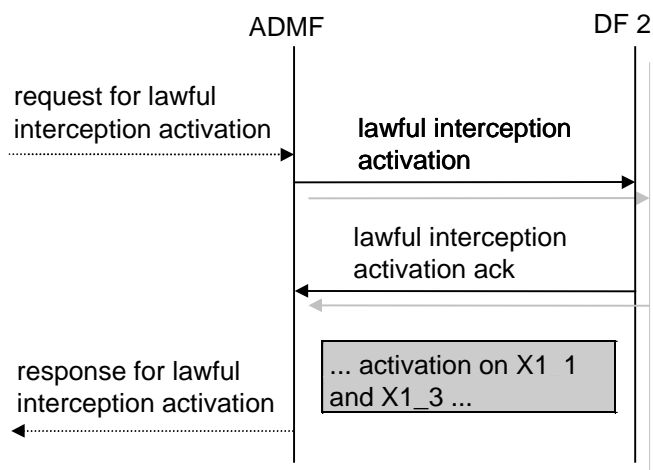 ADMF
DF 2
request for lawful
interception activation
lawful interception
activation
lawful interception
activation ack
... activation on X1_1
and X1_3 ...
response for lawful
interception activation